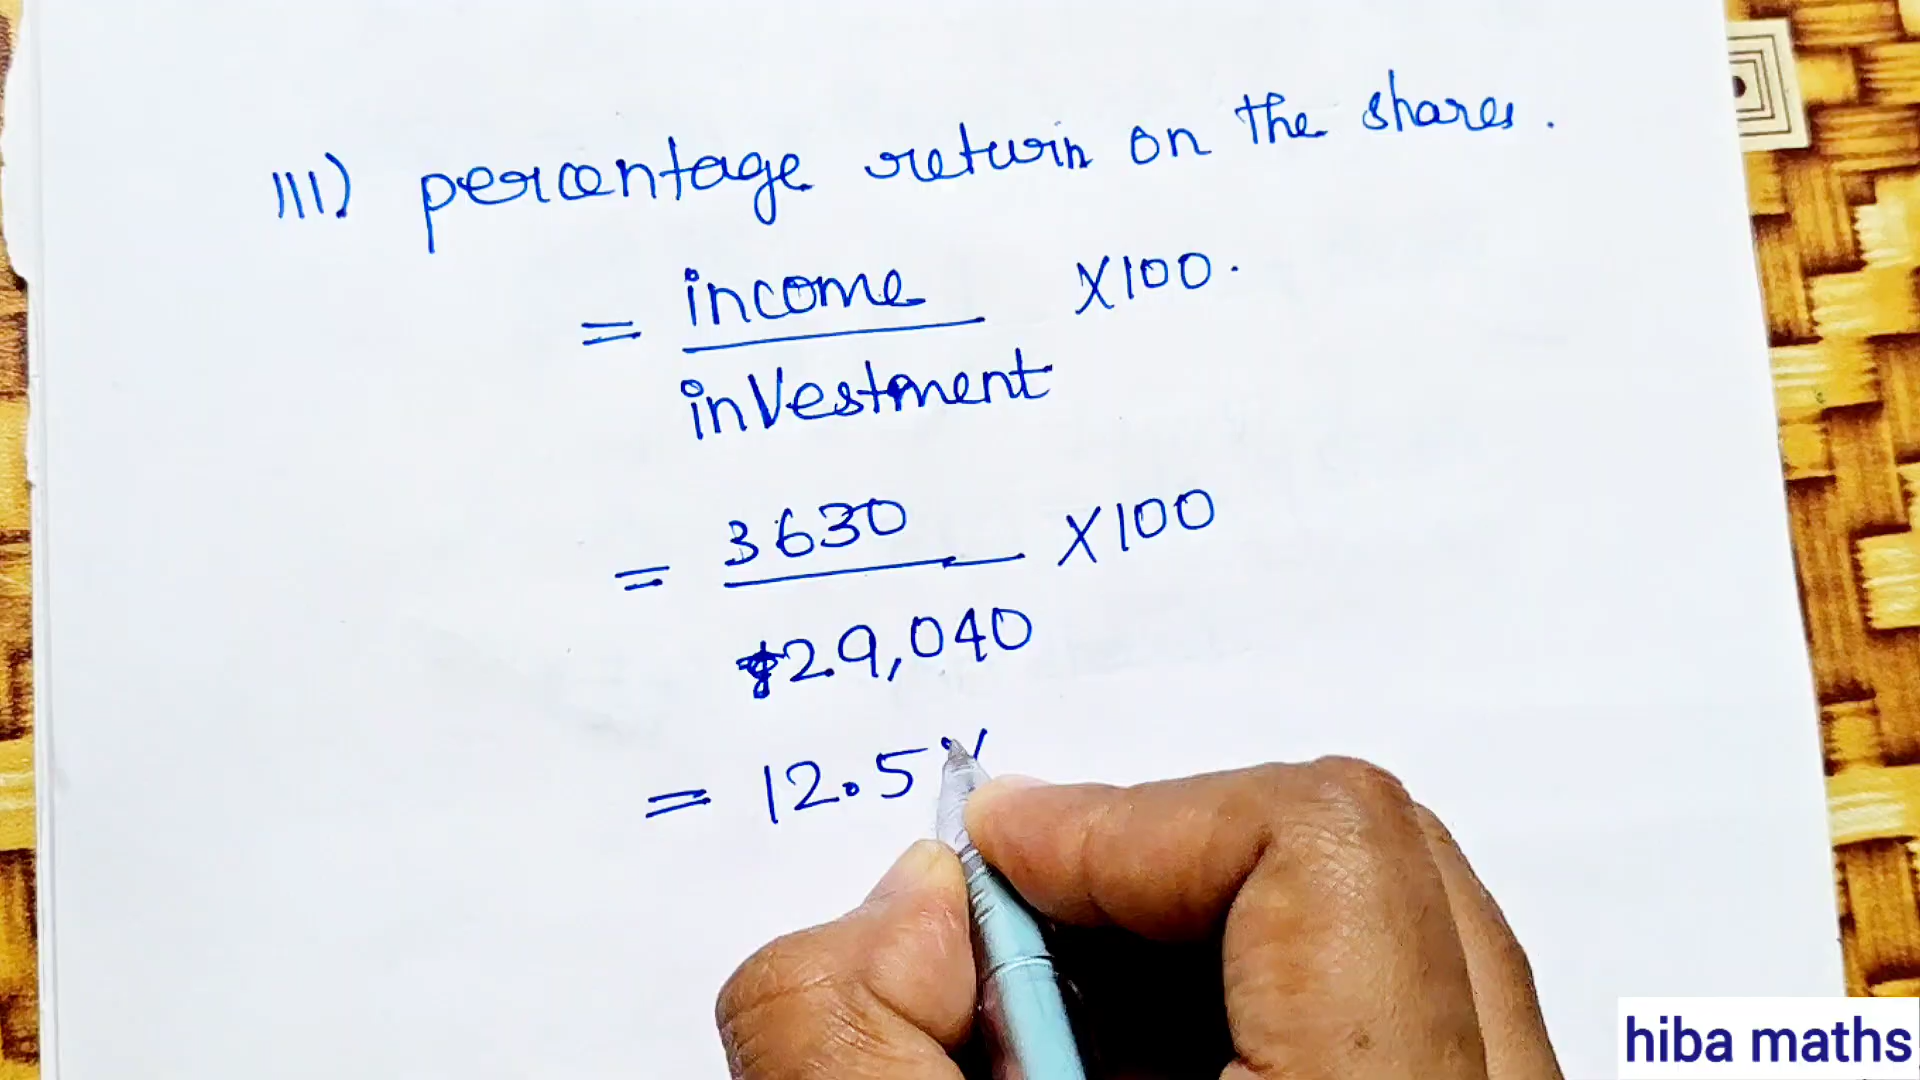 III) percentage return on the shares.
= income / investment X100.
= 3630 / 29,040 X100
= 12.5%
hiba maths